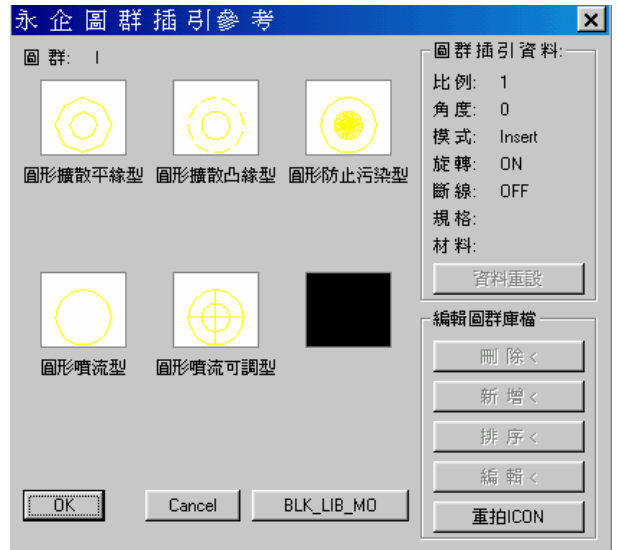 永企圖群插引參考
圖 群: I
圓形擴散平緣型 圓形擴散凸緣型 圓形防止污染型
圓形噴流型 圓形噴流可調型
OK Cancel BLK_LIB_MO
圖群插引資料:
比例: 1
角度: 0
模式: Insert
旋轉: ON
斷線: OFF
規格:
材料:
資料重設
編輯圖群庫檔
刪 除 <
新 增 <
排 序 <
編 輯 <
重拍ICON